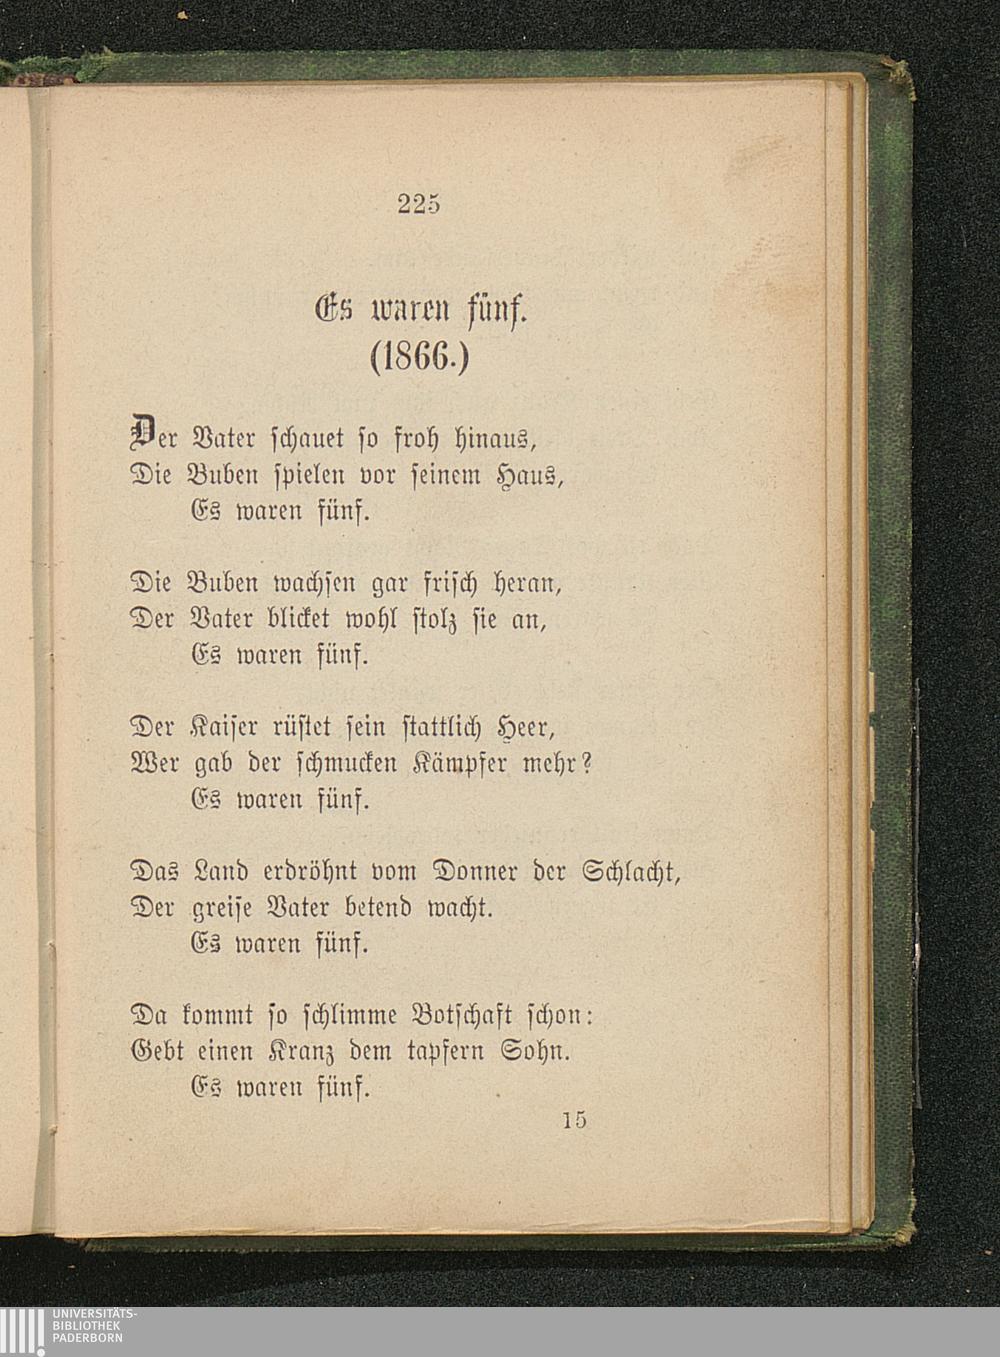 225
Es waren fünf.
(1866.)
Der Vater schauet so froh hinaus,
Die Buben spielen vor seinem Haus,
Es waren fünf.
Die Buben wachsen gar frisch heran,
Der Vater blicket wohl stolz sie an,
Es waren fünf.
Der Kaiser rüstet sein stattlich Heer,
Wer gab der schmucken Kämpfer mehr?
Es waren fünf.
Das Land erdröhnt vom Donner der Schlacht,
Der greise Vater betend wacht.
Es waren fünf.
Da kommt so schlimme Botschaft schon:
Gebt einen Kranz dem tapfern Sohn.
Es waren fünf.
15
UNIVERSITÄTS-
BIBLIOTHEK
PADERBORN